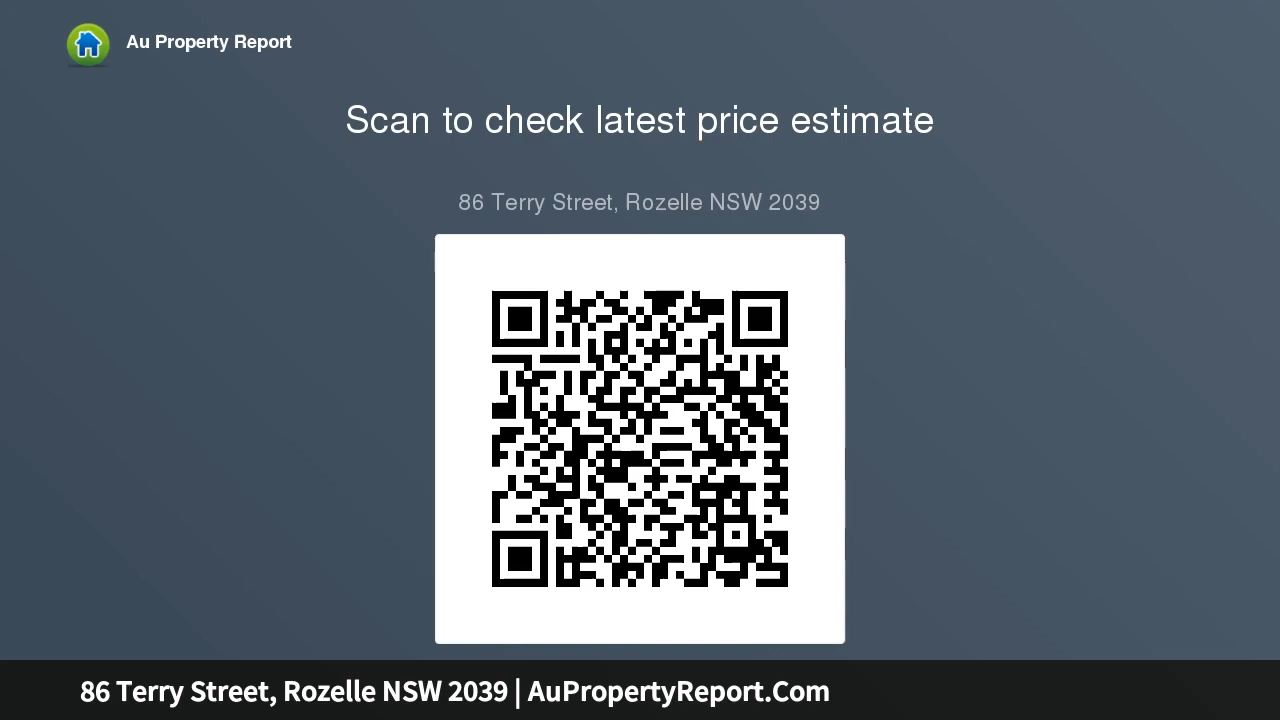 Au Property Report
Scan to check latest price estimate
86 Terry Street, Rozelle NSW 2039
86 Terry Street, Rozelle NSW 2039 | AuPropertyReport.Com